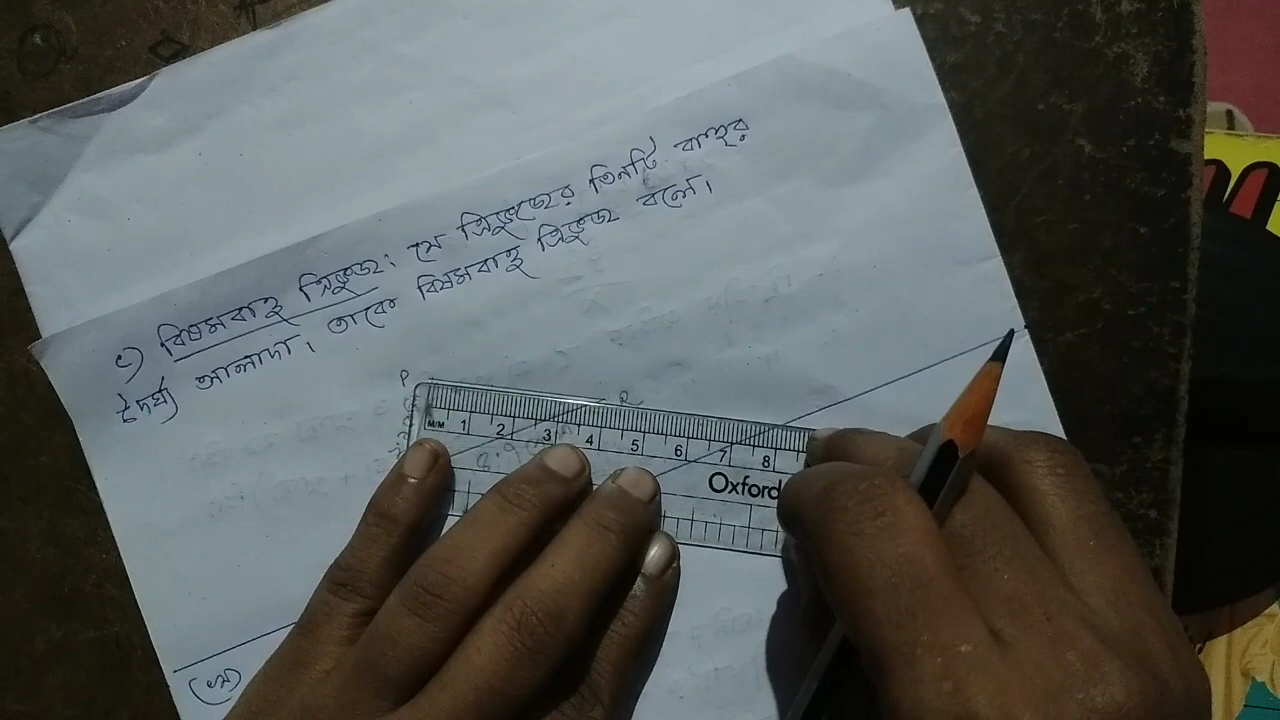 ৩) বিষমবাহু ত্রিভুজ: যে ত্রিভুজের তিনটি বাহুর
দৈর্ঘ্য আলাদা। তাকে বিষমবাহু ত্রিভুজ বলে।
P
R
M/M 1 2 3 4 5 6 7 8
Oxford